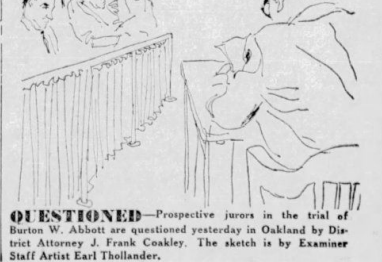 QUESTIONED—Prospective jurors in the trial of
Burton W. Abbott are questioned yesterday in Oakland by Dis-
trict Attorney J. Frank Coakley. The sketch is by Examiner
Staff Artist Earl Thollander.